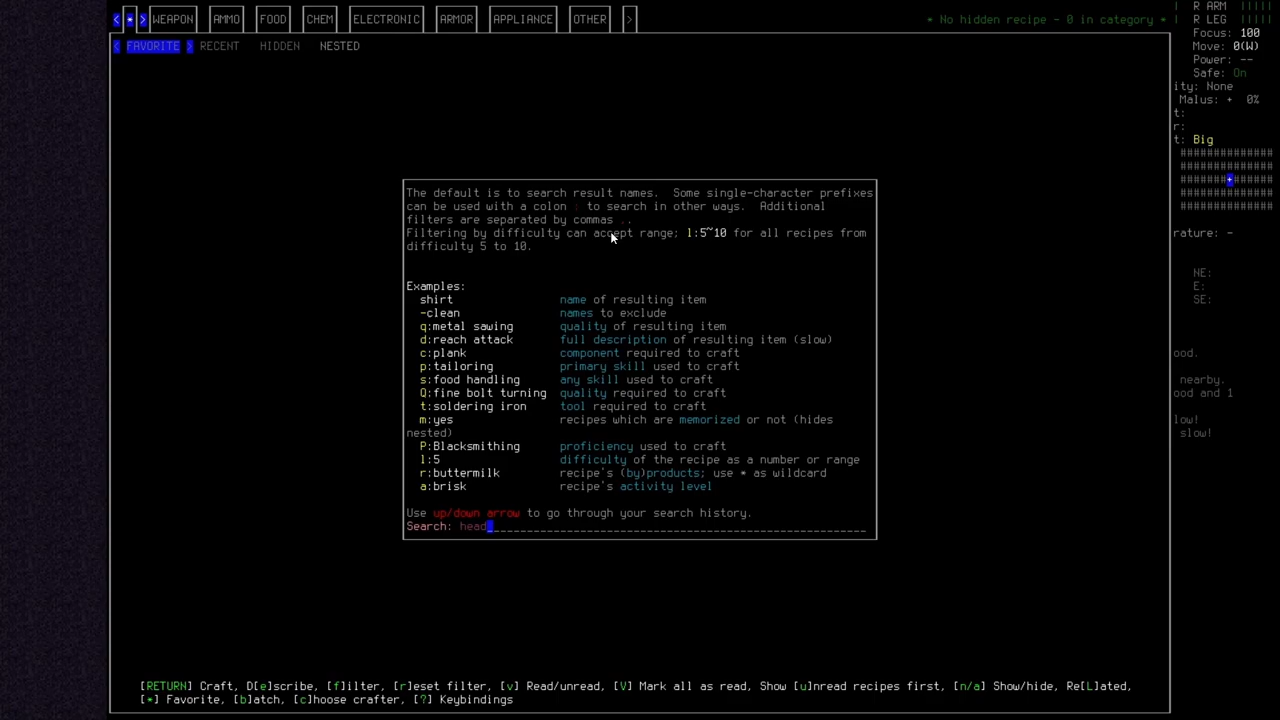 < * > WEAPON AMMO FOOD CHEM ELECTRONIC ARMOR APPLIANCE OTHER >
* No hidden recipe - 0 in category *
< FAVORITE > RECENT HIDDEN NESTED
R ARM |||||
R LEG |||||
Focus: 100
Move: 0(W)
Power: --
Safe: On
ity: None
Malus: + 0%
t:
r:
t: Big
##############
##############
#######+######
##############
##############
rature: -
NE:
E:
SE:
ood.
nearby.
ood and 1
low!
slow!
The default is to search result names. Some single-character prefixes
can be used with a colon : to search in other ways. Additional
filters are separated by commas ,.
Filtering by difficulty can accept range; l:5~10 for all recipes from
difficulty 5 to 10.
Examples:
shirt name of resulting item
-clean names to exclude
q:metal sawing quality of resulting item
d:reach attack full description of resulting item (slow)
c:plank component required to craft
p:tailoring primary skill used to craft
s:food handling any skill used to craft
Q:fine bolt turning quality required to craft
t:soldering iron tool required to craft
m:yes recipes which are memorized or not (hides
nested)
P:Blacksmithing proficiency used to craft
l:5 difficulty of the recipe as a number or range
r:buttermilk recipe's (by)products; use * as wildcard
a:brisk recipe's activity level
Use up/down arrow to go through your search history.
Search: head_
[RETURN] Craft, D[e]scribe, [f]ilter, [r]eset filter, [v] Read/unread, [V] Mark all as read, Show [u]nread recipes first, [n/a] Show/hide, Re[L]ated,
[*] Favorite, [b]atch, [c]hoose crafter, [?] Keybindings